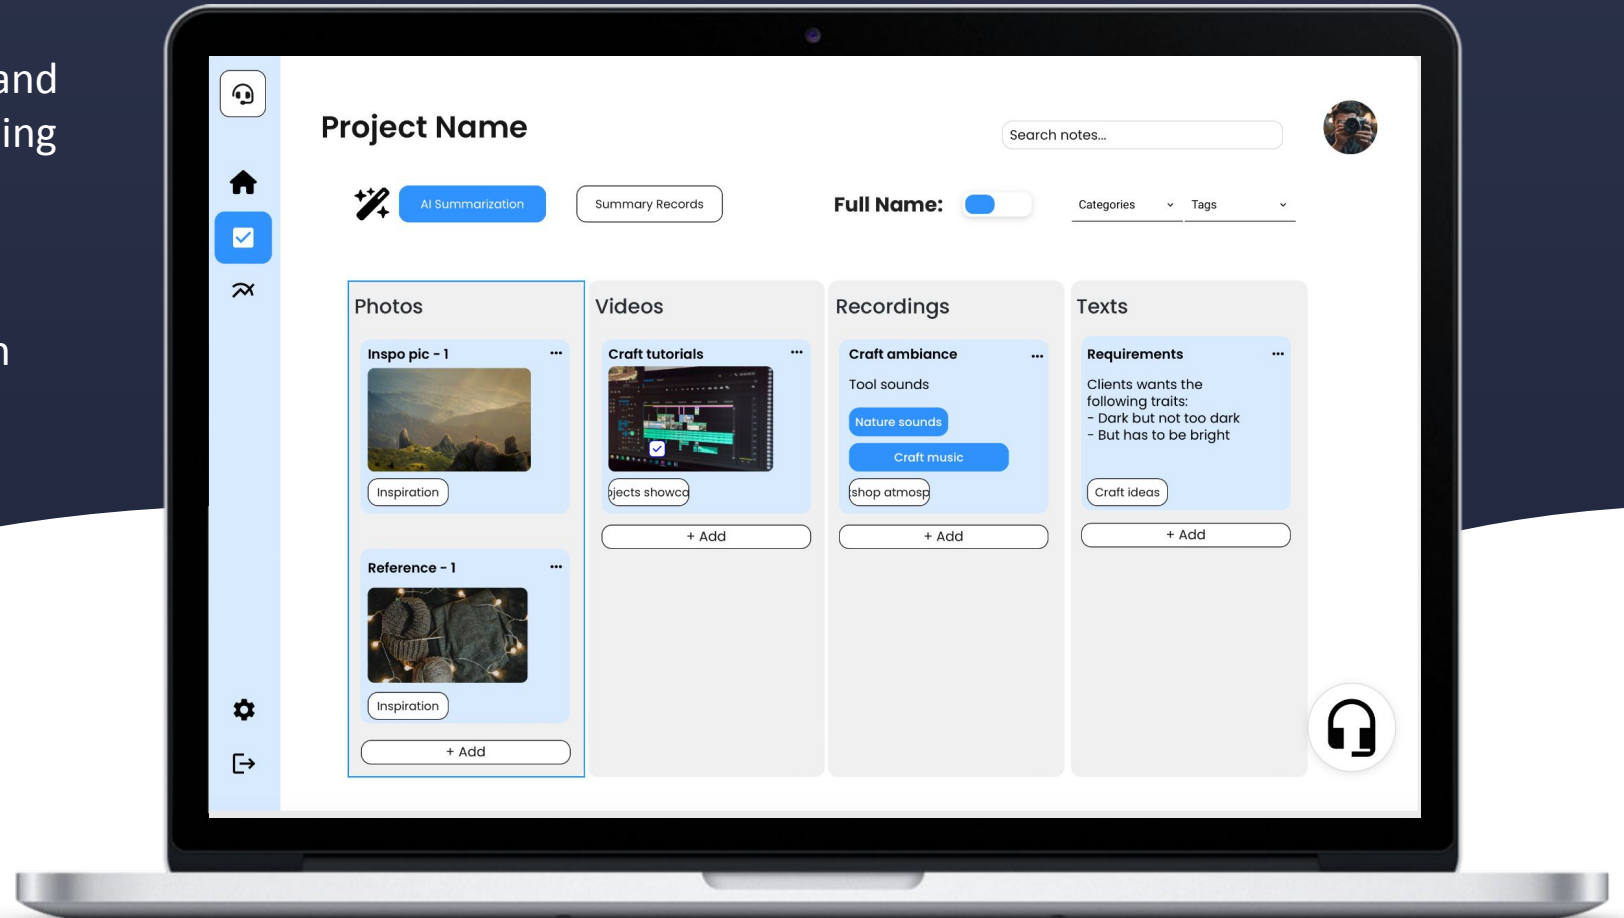 and
ing
n
Project Name
Search notes...
AI Summarization
Summary Records
Full Name:
Categories
Tags
Photos
Inspo pic - 1
Inspiration
Reference - 1
Inspiration
+ Add
Videos
Craft tutorials
ojects showca
+ Add
Recordings
Craft ambiance
Tool sounds
Nature sounds
Craft music
shop atmosp
+ Add
Texts
Requirements
Clients wants the
following traits:
- Dark but not too dark
- But has to be bright
Craft ideas
+ Add